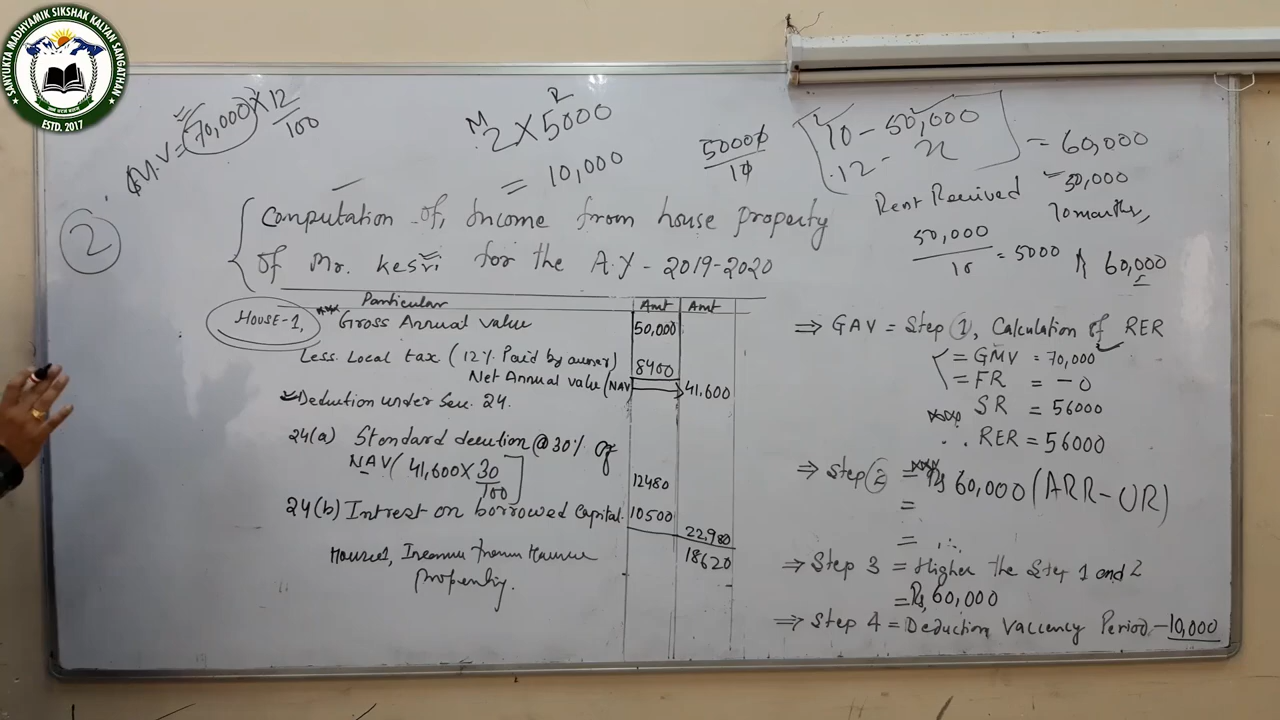 SANYUKTA MADHYAMIK SIKSHAK KALYAN SANGATHAN
ESTD. 2017
M.V = 70,000 × 12/100
M R
2 × 5000
= 10,000
50000/10
10 - 50,000
12 - x
= 60,000
Rent Received 50,000
10 months,
50,000/10 = 5000
60,000
2
Computation of, Income from house property
of Mr. Kesri for the A.Y - 2019-2020
Particular Amt Amt
HOUSE-1, Gross Annual value 50,000
Less. Local tax (12% Paid by owner) 8400
Net Annual value (NAV 41.600
Deduction under Sec. 24.
24(a) Standard decution @ 30% of
NAV (41,600 × 30/100] 12480
24(b) Intrest on borrowed Capital. 10500 22,980
House1, Income from House 18620
Property.
⇒ GAV = Step 1, Calculation of RER
= GMV = 70,000
= FR = - 0
SR = 56000
∴ RER = 56000
⇒ Step 2 = Rs 60,000 (ARR - UR)
=
= ∴
⇒ Step 3 = Higher the Step 1 and 2
= Rs, 60,000
⇒ Step 4 = Deduction Vaccency Period - 10,000